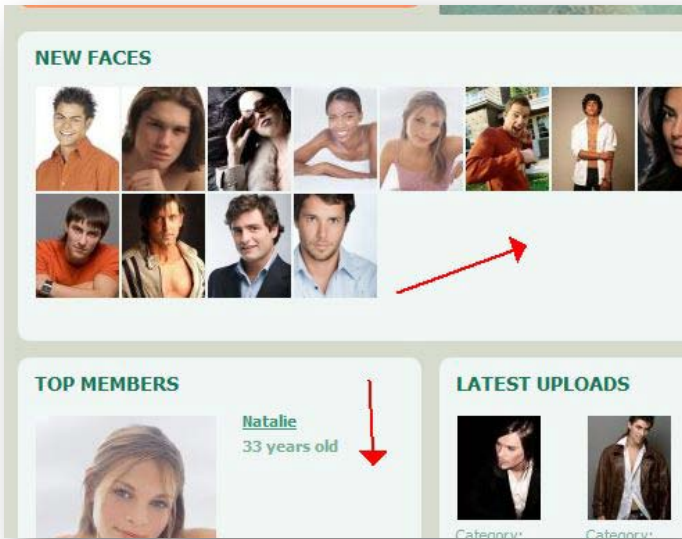 NEW FACES
TOP MEMBERS
Natalie
33 years old
LATEST UPLOADS
Category:
Category: